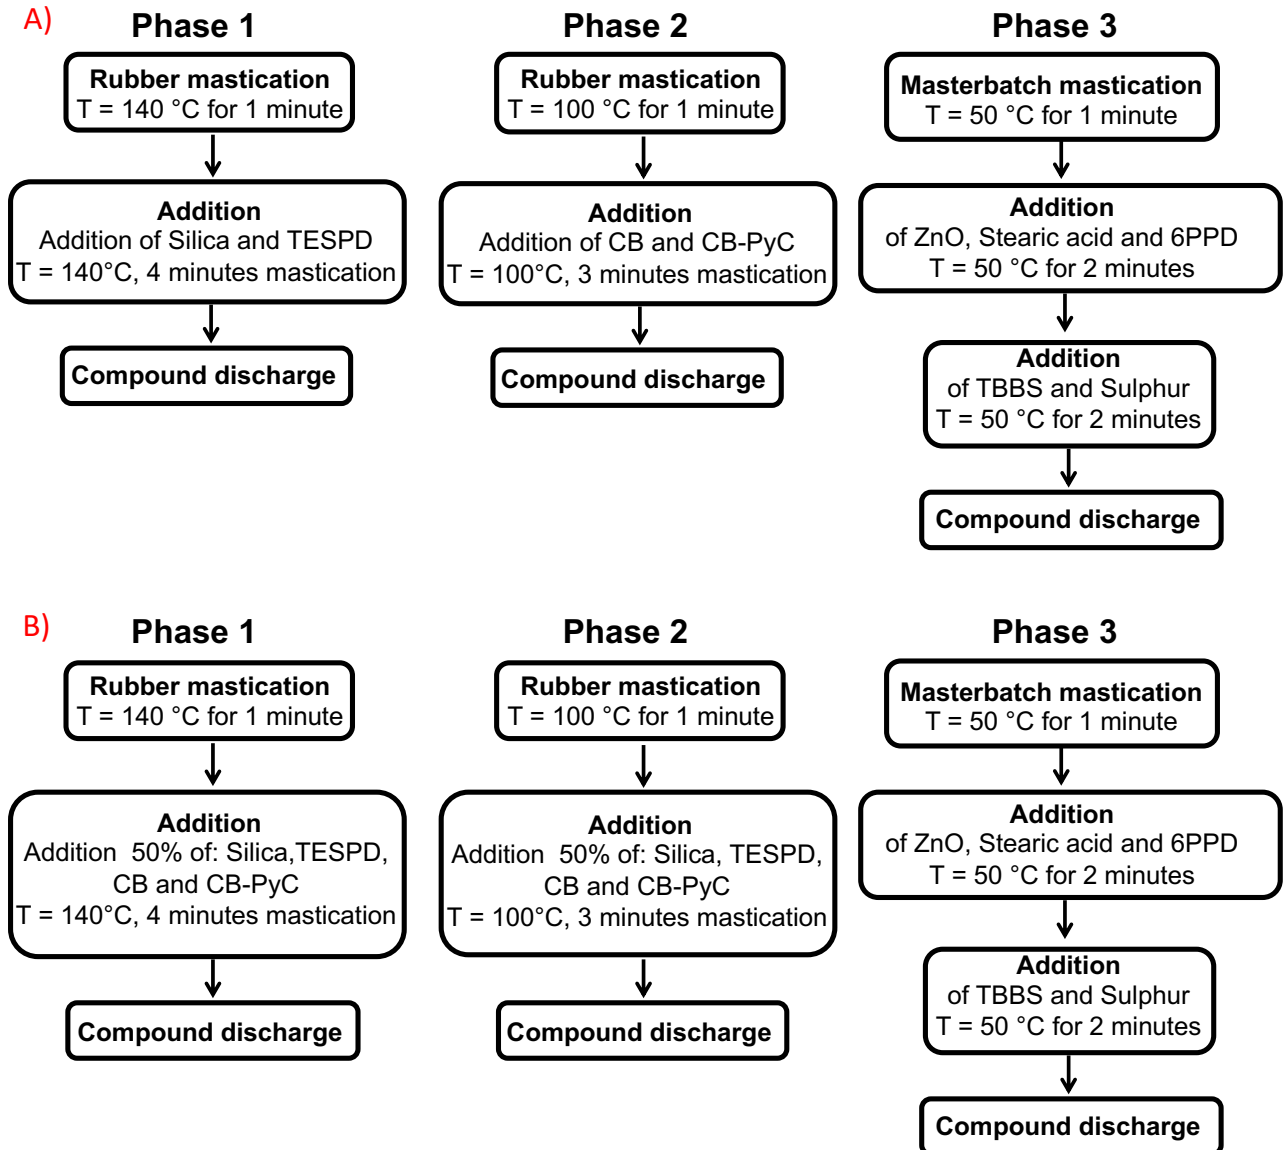 A)
Phase 1
Rubber mastication
T = 140 °C for 1 minute
Addition
Addition of Silica and TESPD
T = 140°C, 4 minutes mastication
Compound discharge
Phase 2
Rubber mastication
T = 100 °C for 1 minute
Addition
Addition of CB and CB-PyC
T = 100°C, 3 minutes mastication
Compound discharge
Phase 3
Masterbatch mastication
T = 50 °C for 1 minute
Addition
of ZnO, Stearic acid and 6PPD
T = 50 °C for 2 minutes
Addition
of TBBS and Sulphur
T = 50 °C for 2 minutes
Compound discharge
B)
Phase 1
Rubber mastication
T = 140 °C for 1 minute
Addition
Addition 50% of: Silica,TESPD,
CB and CB-PyC
T = 140°C, 4 minutes mastication
Compound discharge
Phase 2
Rubber mastication
T = 100 °C for 1 minute
Addition
Addition 50% of: Silica, TESPD,
CB and CB-PyC
T = 100°C, 3 minutes mastication
Compound discharge
Phase 3
Masterbatch mastication
T = 50 °C for 1 minute
Addition
of ZnO, Stearic acid and 6PPD
T = 50 °C for 2 minutes
Addition
of TBBS and Sulphur
T = 50 °C for 2 minutes
Compound discharge